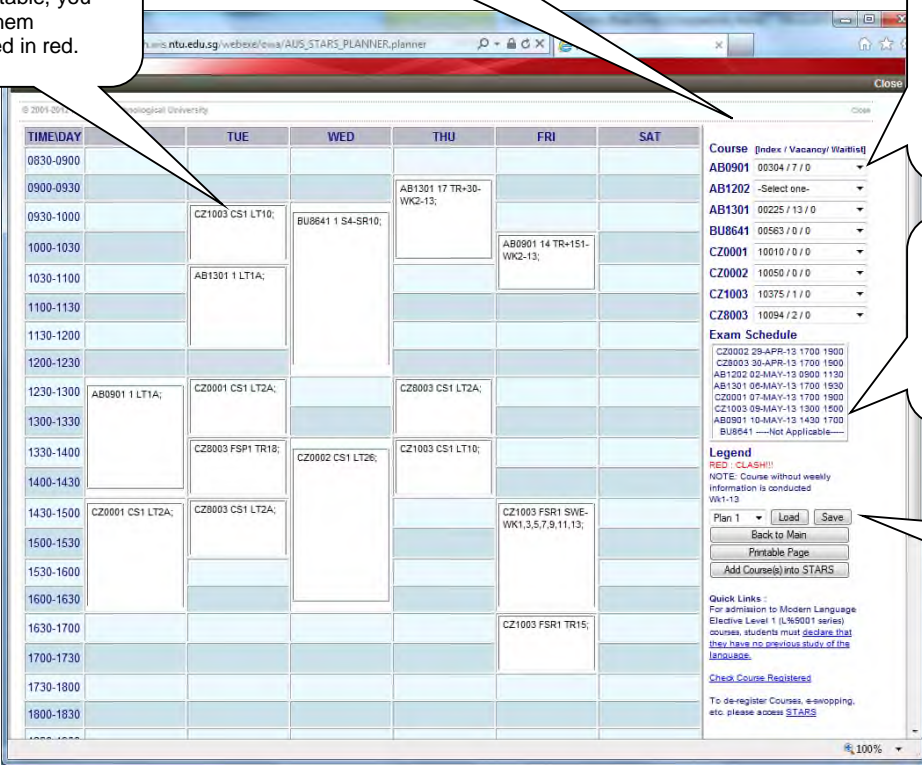 table, you
them
ed in red.
ntu.edu.sg/webexe/owa/AUS_STARS_PLANNER.planner
Close
© 2001-2012 University
Close
TIME\DAY TUE WED THU FRI SAT
0830-0900
0900-0930
0930-1000
1000-1030
1030-1100
1100-1130
1130-1200
1200-1230
1230-1300
1300-1330
1330-1400
1400-1430
1430-1500
1500-1530
1530-1600
1600-1630
1630-1700
1700-1730
1730-1800
1800-1830
AB0901 1 LT1A;
CZ0001 CS1 LT2A;
CZ1003 CS1 LT10;
AB1301 1 LT1A;
CZ0001 CS1 LT2A;
CZ8003 FSP1 TR18;
CZ8003 CS1 LT2A;
BU8641 1 S4-SR10;
CZ0002 CS1 LT26;
AB1301 17 TR+30-
WK2-13;
CZ8003 CS1 LT2A;
CZ1003 CS1 LT10;
AB0901 14 TR+151-
WK2-13;
CZ1003 FSR1 SWE-
WK1,3,5,7,9,11,13;
CZ1003 FSR1 TR15;
Course [Index / Vacancy/ Waitlist]
AB0901 00304 / 7 / 0
AB1202 -Select one-
AB1301 00225 / 13 / 0
BU8641 00563 / 0 / 0
CZ0001 10010 / 0 / 0
CZ0002 10050 / 0 / 0
CZ1003 10375 / 1 / 0
CZ8003 10094 / 2 / 0
Exam Schedule
CZ0002 29-APR-13 1700 1900
CZ8003 30-APR-13 1700 1900
AB1202 02-MAY-13 0900 1130
AB1301 06-MAY-13 1700 1930
CZ0001 07-MAY-13 1700 1900
CZ1003 09-MAY-13 1300 1500
AB0901 10-MAY-13 1430 1700
BU8641 -----Not Applicable-----
Legend
RED : CLASH!!!
NOTE: Course without weekly
information is conducted
Wk1-13
Plan 1 Load Save
Back to Main
Printable Page
Add Course(s) into STARS
Quick Links :
For admission to Modern Language
Elective Level 1 (L%9001 series)
courses, students must declare that
they have no previous study of the
language.
Check Course Registered
To de-register Courses, e-swopping,
etc. please access STARS
100%